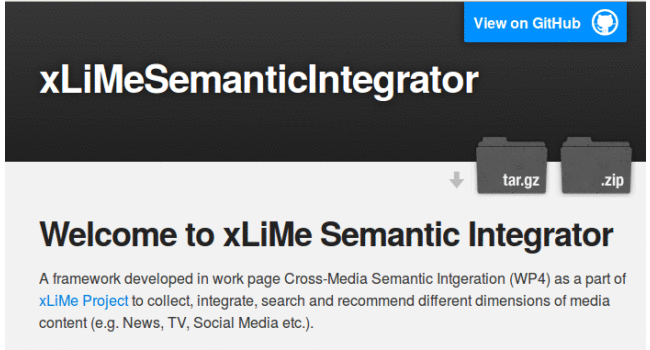 View on GitHub
xLiMeSemanticIntegrator
tar.gz
.zip
Welcome to xLiMe Semantic Integrator
A framework developed in work page Cross-Media Semantic Intgeration (WP4) as a part of
xLiMe Project to collect, integrate, search and recommend different dimensions of media
content (e.g. News, TV, Social Media etc.).